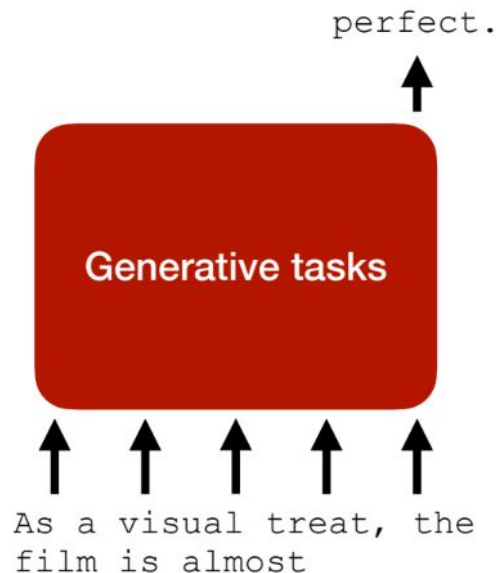 perfect.
Generative tasks
As a visual treat, the
film is almost